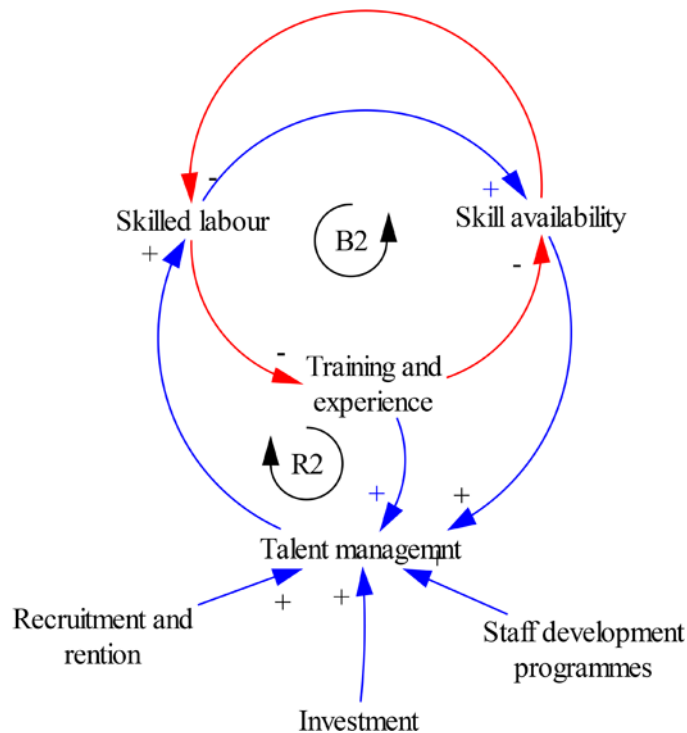 -
+
Skilled labour
Skill availability
+
B2
-
-
Training and
experience
R2
+
+
Talent managemnt
+
+
+
Recruitment and
rention
Staff development
programmes
Investment